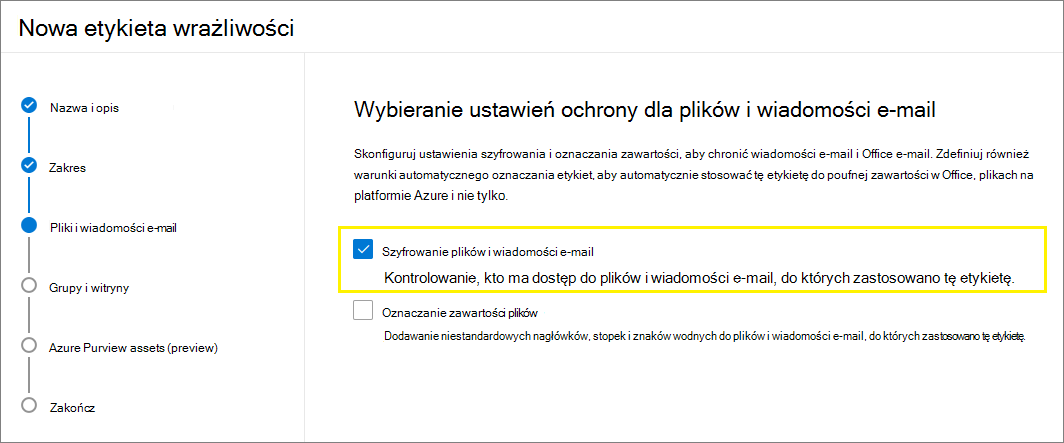 Nowa etykieta wrażliwości
Nazwa i opis
Zakres
Pliki i wiadomości e-mail
Grupy i witryny
Azure Purview assets (preview)
Zakończ
Wybieranie ustawień ochrony dla plików i wiadomości e-mail
Skonfiguruj ustawienia szyfrowania i oznaczania zawartości, aby chronić wiadomości e-mail i Office e-mail. Zdefiniuj również
warunki automatycznego oznaczania etykiet, aby automatycznie stosować tę etykietę do poufnej zawartości w Office, plikach na
platformie Azure i nie tylko.
Szyfrowanie plików i wiadomości e-mail
Kontrolowanie, kto ma dostęp do plików i wiadomości e-mail, do których zastosowano tę etykietę.
Oznaczanie zawartości plików
Dodawanie niestandardowych nagłówków, stopek i znaków wodnych do plików i wiadomości e-mail, do których zastosowano tę etykietę.